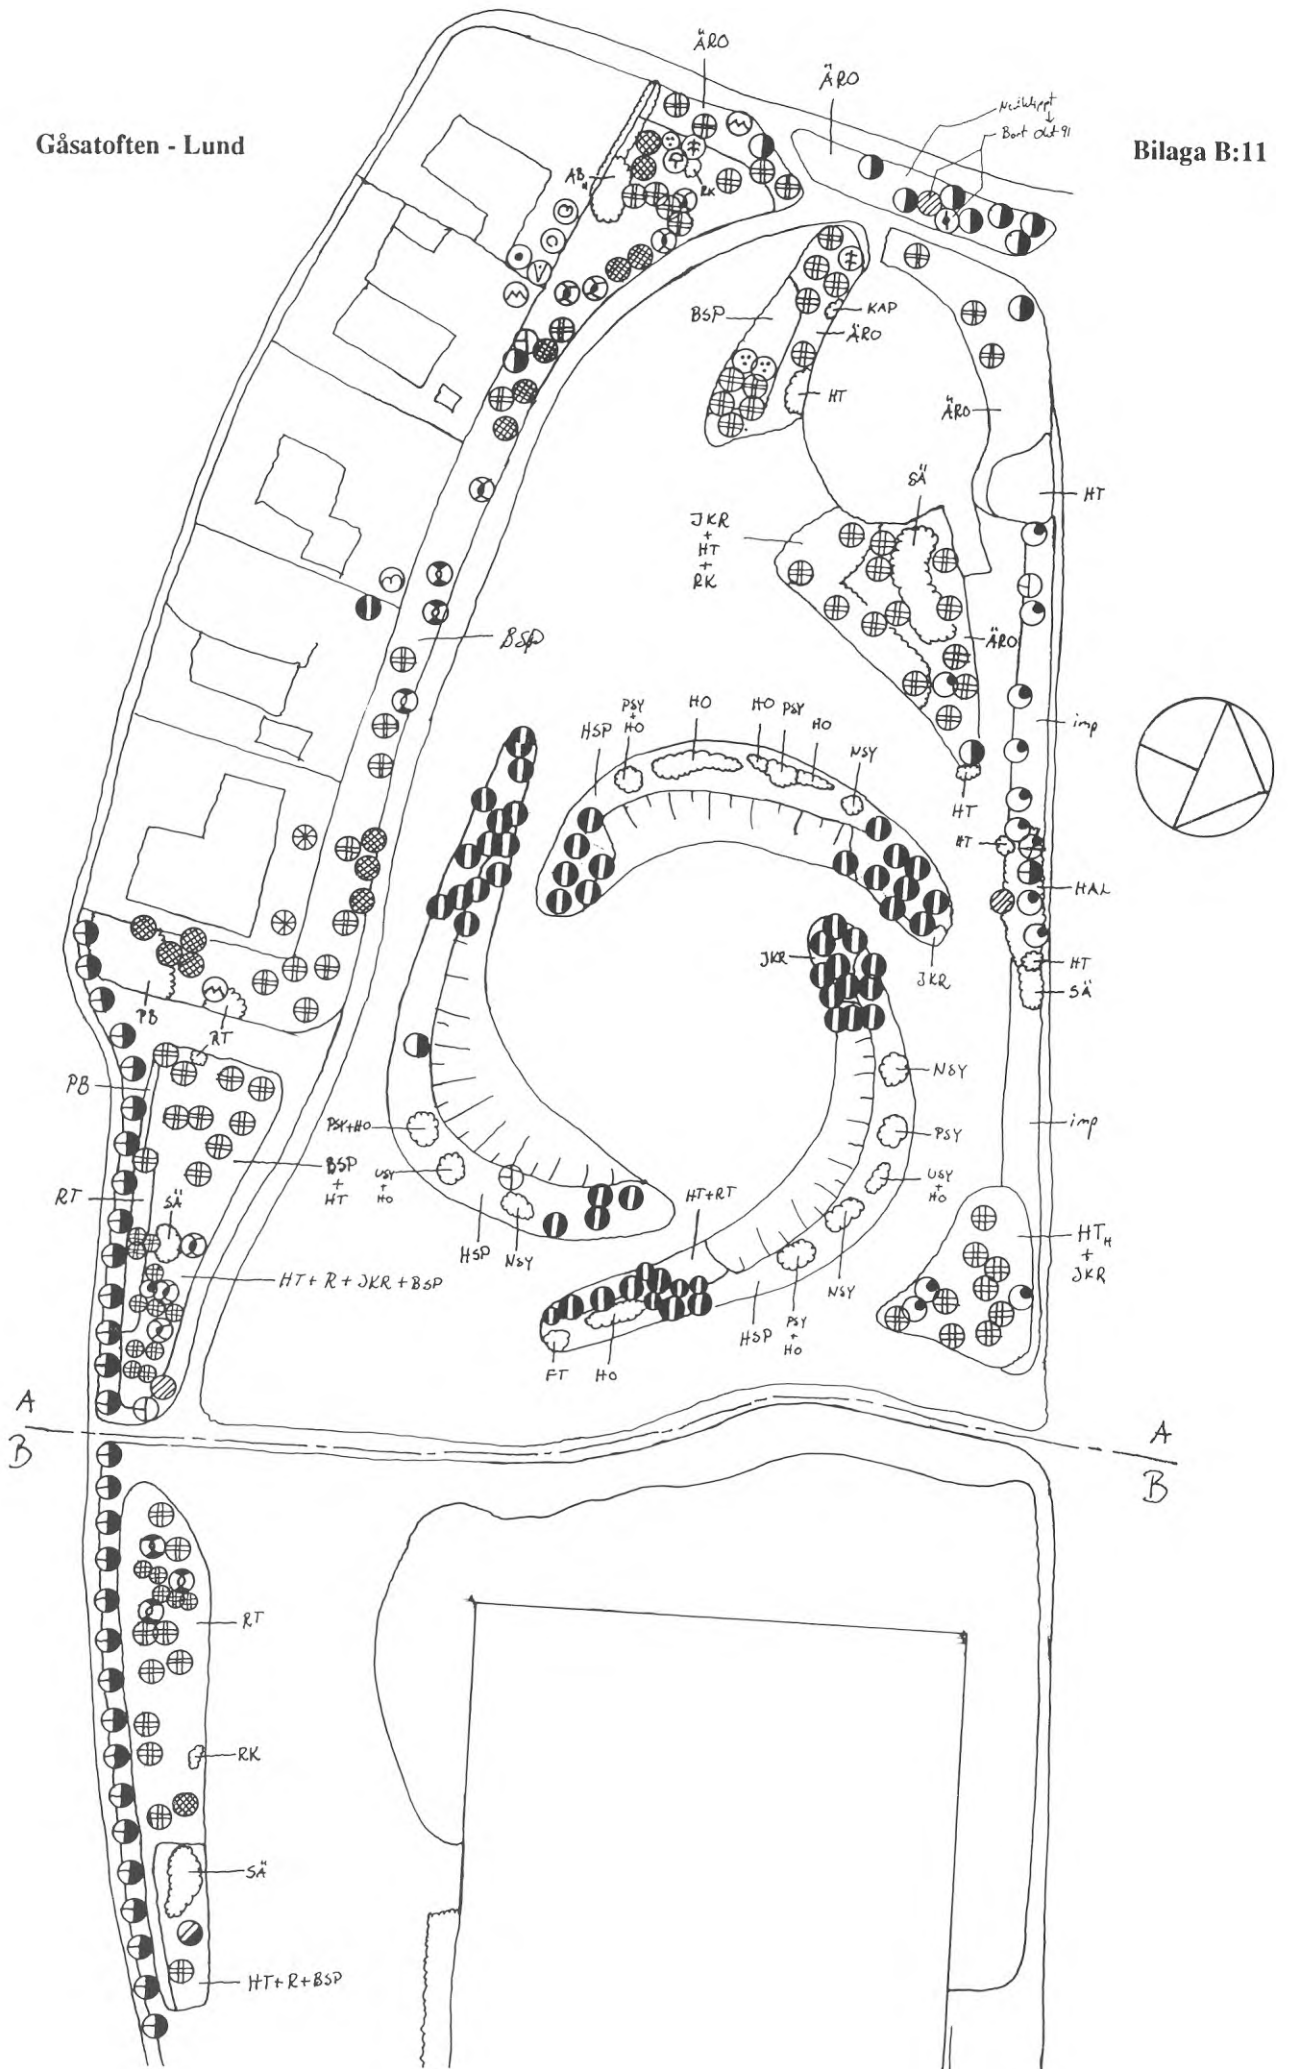 Gåsatoften - Lund
Bilaga B:11
ÄRO
ÄRO
Bort okt 91
AB
H
RK
BSP
KAP
ÄRO
HT
ÄRO
SÄ
HT
JKR
+
HT
+
RK
BSP
ÄRO
HSP
PSY
+
HO
HO
HO
PSY
HO
NSY
imp
HT
HT
HAL
JKR
JKR
HT
SÄ
PB
RT
PB
NSY
PSY+HO
PSY
imp
BSP
+
HT
USY
+
HO
USY
+
HO
RT
SÄ
HT+RT
HSP
NSY
HT+R+JKR+BSP
NSY
HT H
+
JKR
HSP
PSY
+
HO
FT
HO
A
A
B
B
RT
RK
SÄ
HT+R+BSP